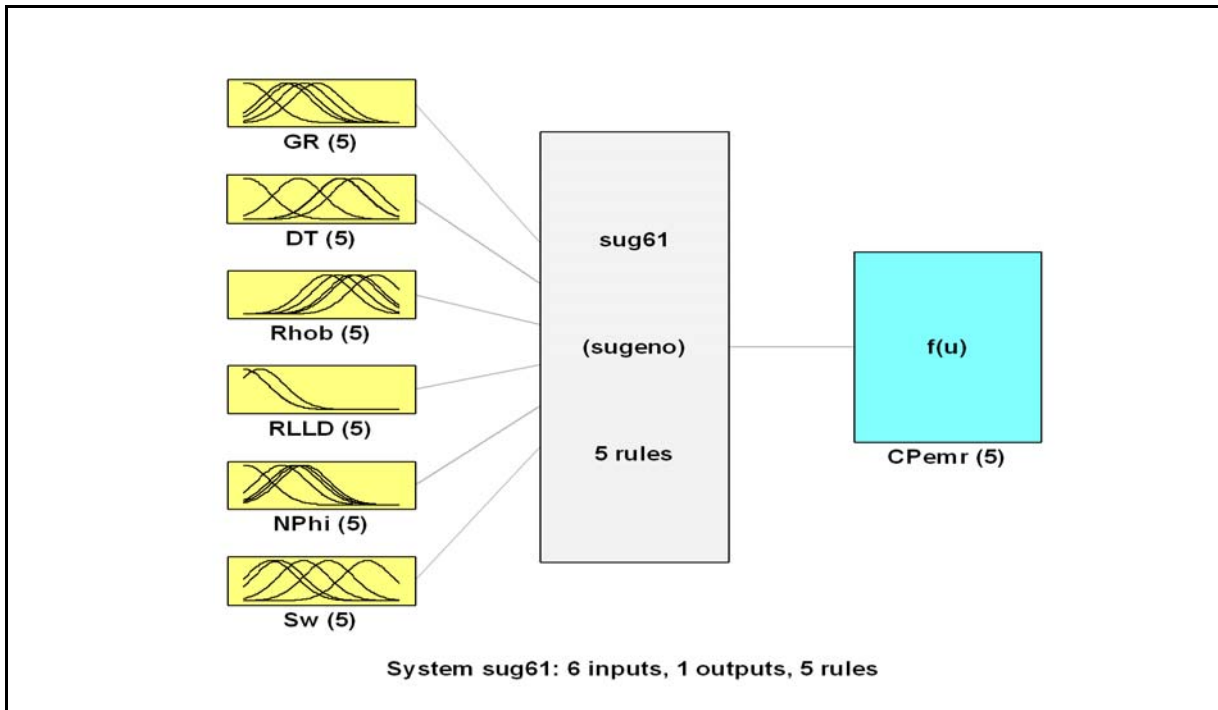 GR (5)
DT (5)
Rhob (5)
RLLD (5)
NPhi (5)
Sw (5)
sug61
(sugeno)
5 rules
f(u)
CPemr (5)
System sug61: 6 inputs, 1 outputs, 5 rules